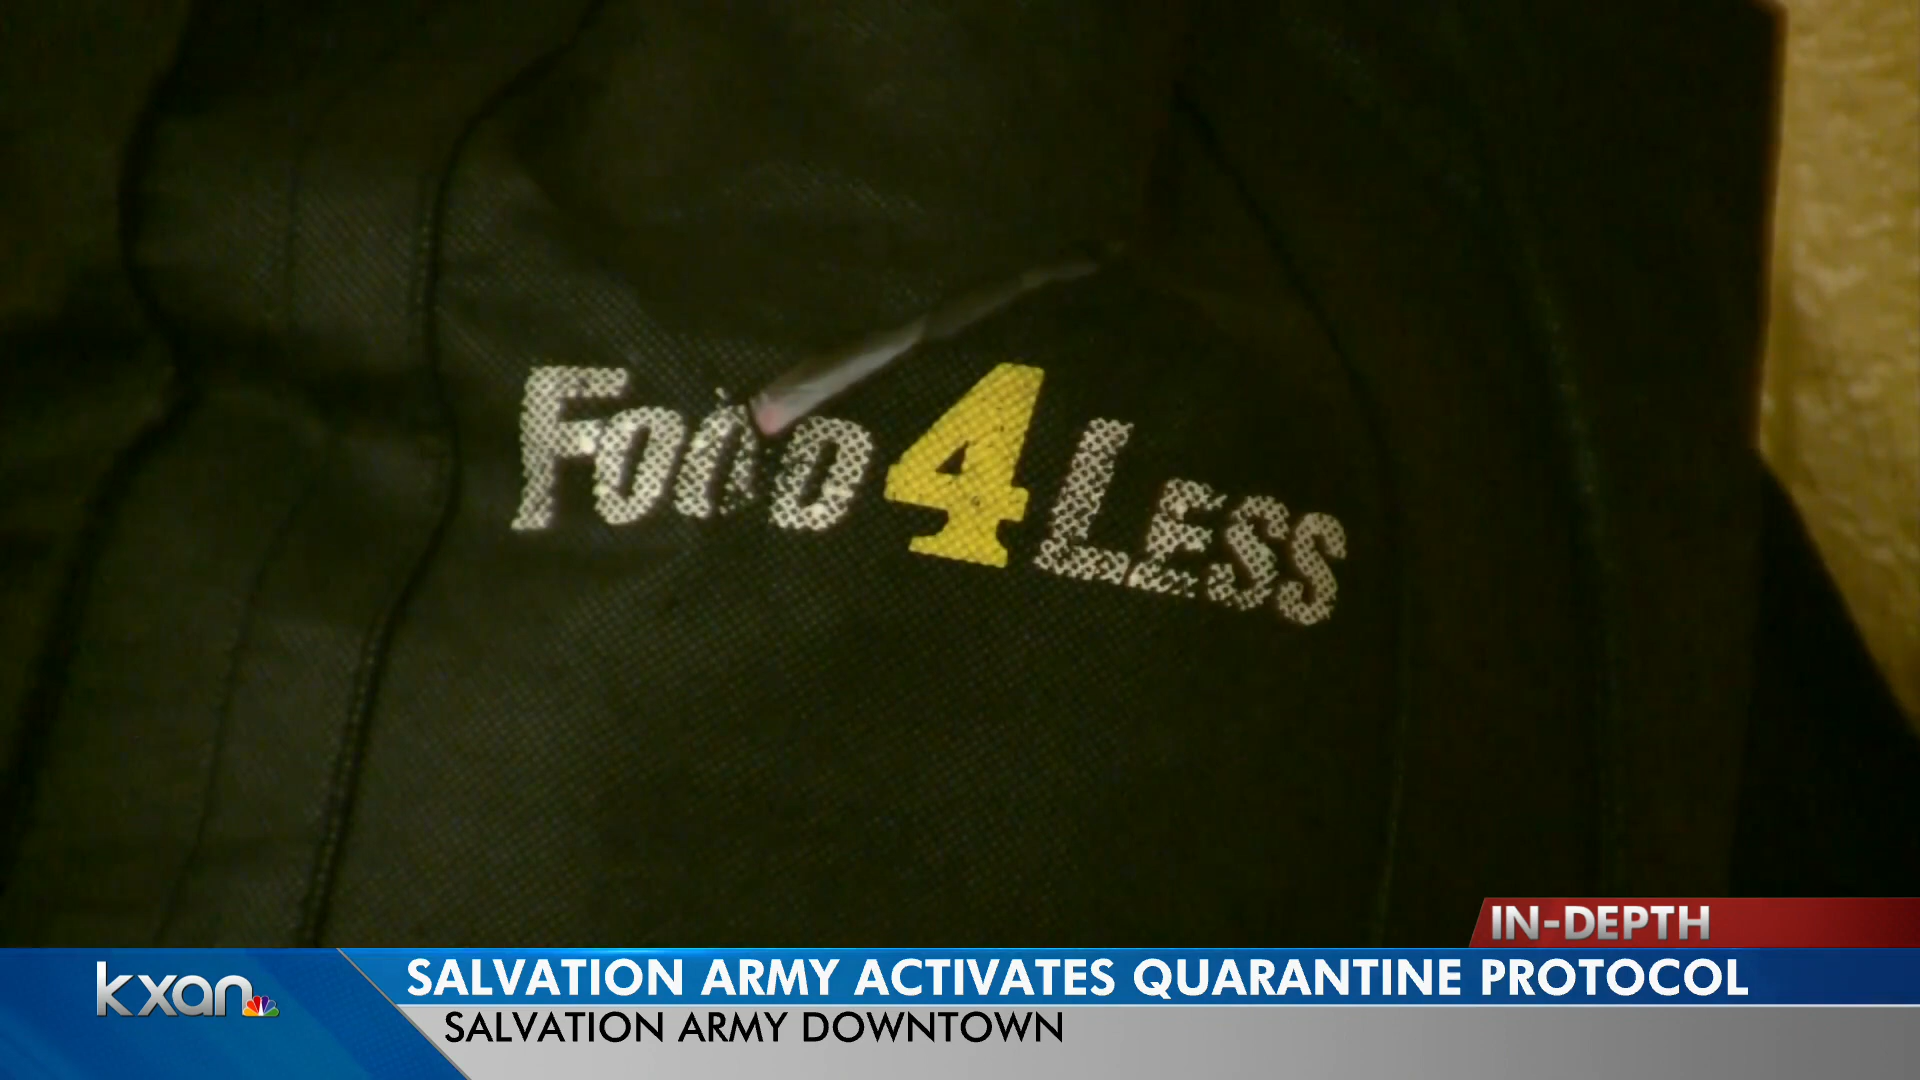 Food 4 Less
IN-DEPTH
kxan
SALVATION ARMY ACTIVATES QUARANTINE PROTOCOL
SALVATION ARMY DOWNTOWN